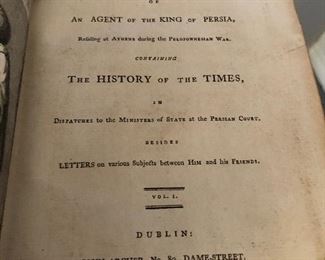 OF
AN AGENT OF THE KING OF PERSIA,
Residing at ATHENS during the PELOPONNESIAN WAR.
CONTAINING
THE HISTORY OF THE TIMES,
IN
DISPATCHES to the MINISTERS OF STATE at the PERSIAN COURT.
BESIDES
LETTERS on various Subjects between HIM and his FRIENDS.
VOL. I.
DUBLIN:
No. 80, DAME-STREET.